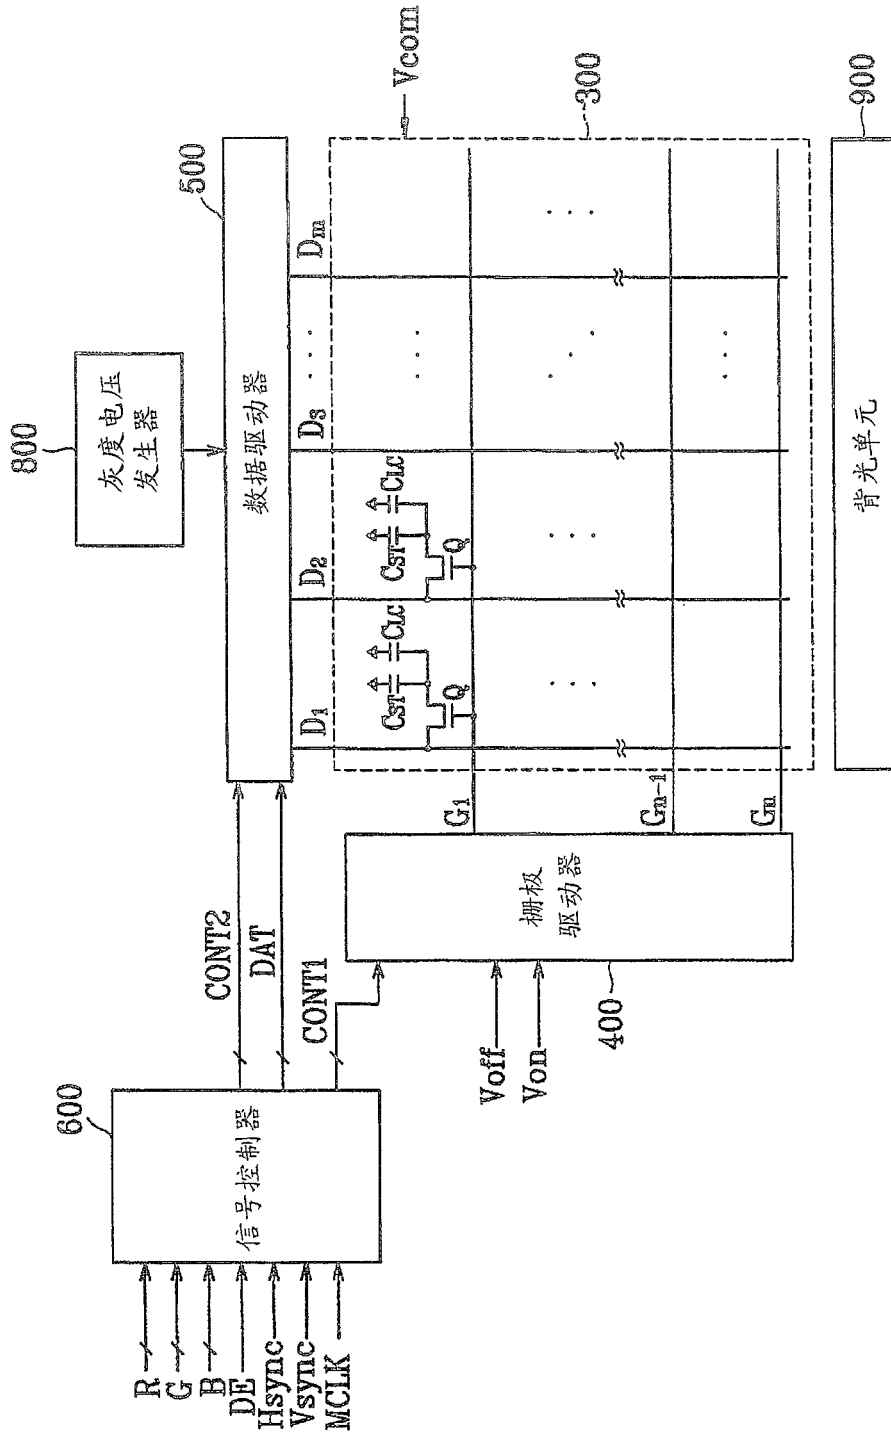 800
灰度电压
发生器
500
数据驱动器
600
信号控制器
R
G
B
DE
Hsync
Vsync
MCLK
CONT2
DAT
CONT1
D1
D2
D3
. . .
Dm
Vcom
300
CST
CLC
Q
CST
CLC
Q
G1
Gn-1
Gn
栅极
驱动器
400
Voff
Von
背光单元
900